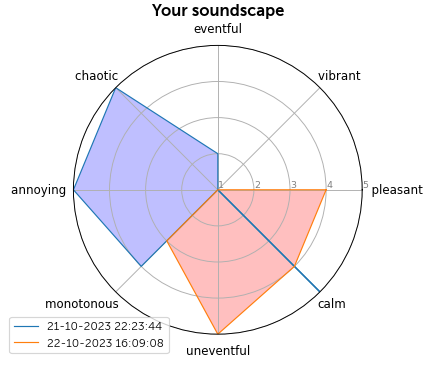 Your soundscape
eventful
chaotic
vibrant
annoying
1
2
3
4
5
pleasant
monotonous
calm
uneventful
21-10-2023 22:23:44
22-10-2023 16:09:08